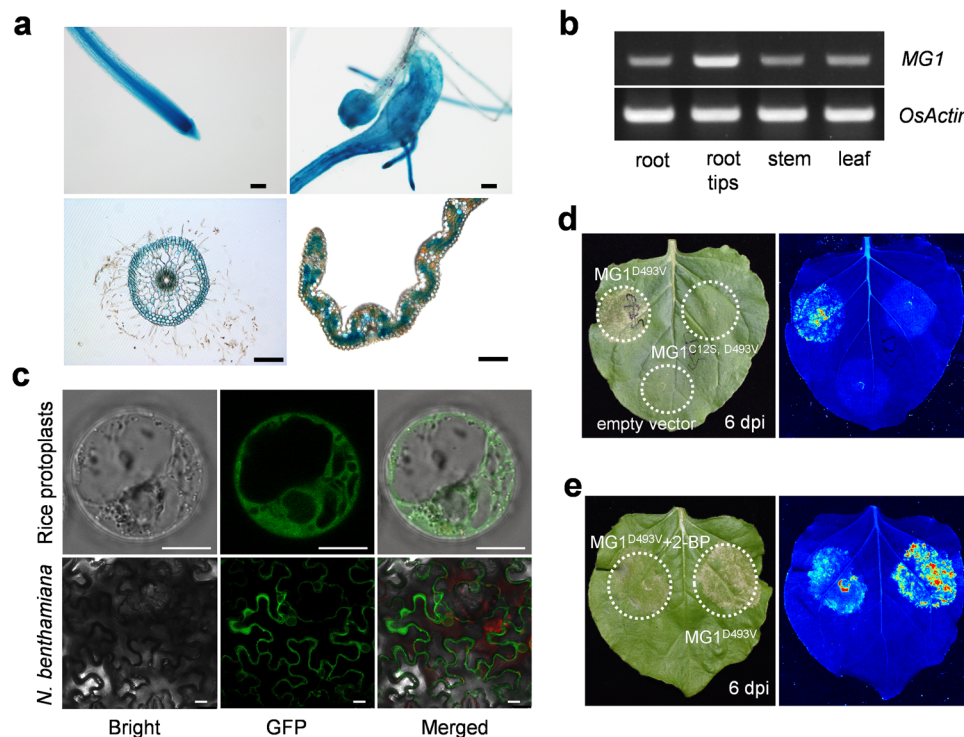 a
b
MG1
OsActin
root
root tips
stem
leaf
c
Rice protoplasts
N. benthamiana
Bright
GFP
Merged
d
MG1D493V
MG1C12S, D493V
empty vector
6 dpi
e
MG1D493V+2-BP
MG1D493V
6 dpi